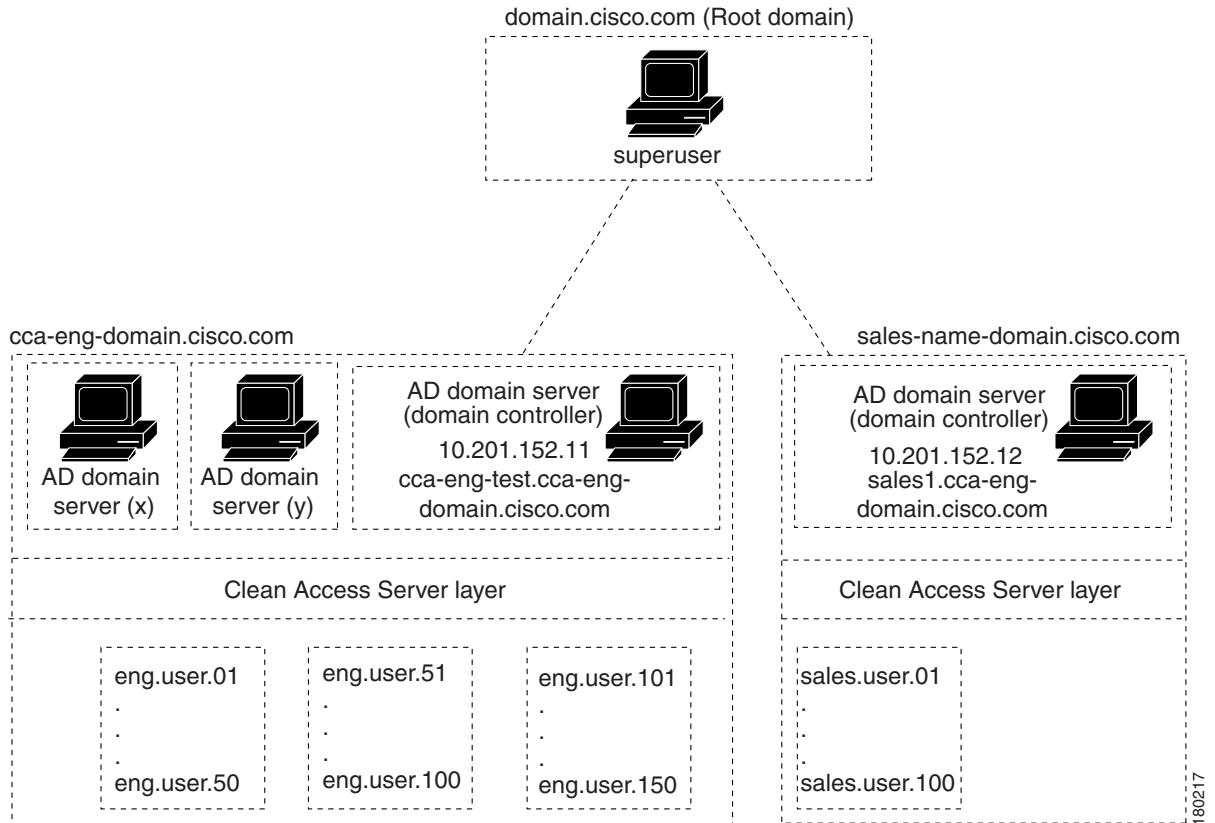 domain.cisco.com (Root domain)
superuser
cca-eng-domain.cisco.com
AD domain
server (x)
AD domain
server (y)
AD domain server
(domain controller)
10.201.152.11
cca-eng-test.cca-eng-
domain.cisco.com
Clean Access Server layer
eng.user.01
.
.
.
eng.user.50
eng.user.51
.
.
.
eng.user.100
eng.user.101
.
.
.
eng.user.150
sales-name-domain.cisco.com
AD domain server
(domain controller)
10.201.152.12
sales1.cca-eng-
domain.cisco.com
Clean Access Server layer
sales.user.01
.
.
.
sales.user.100
180217